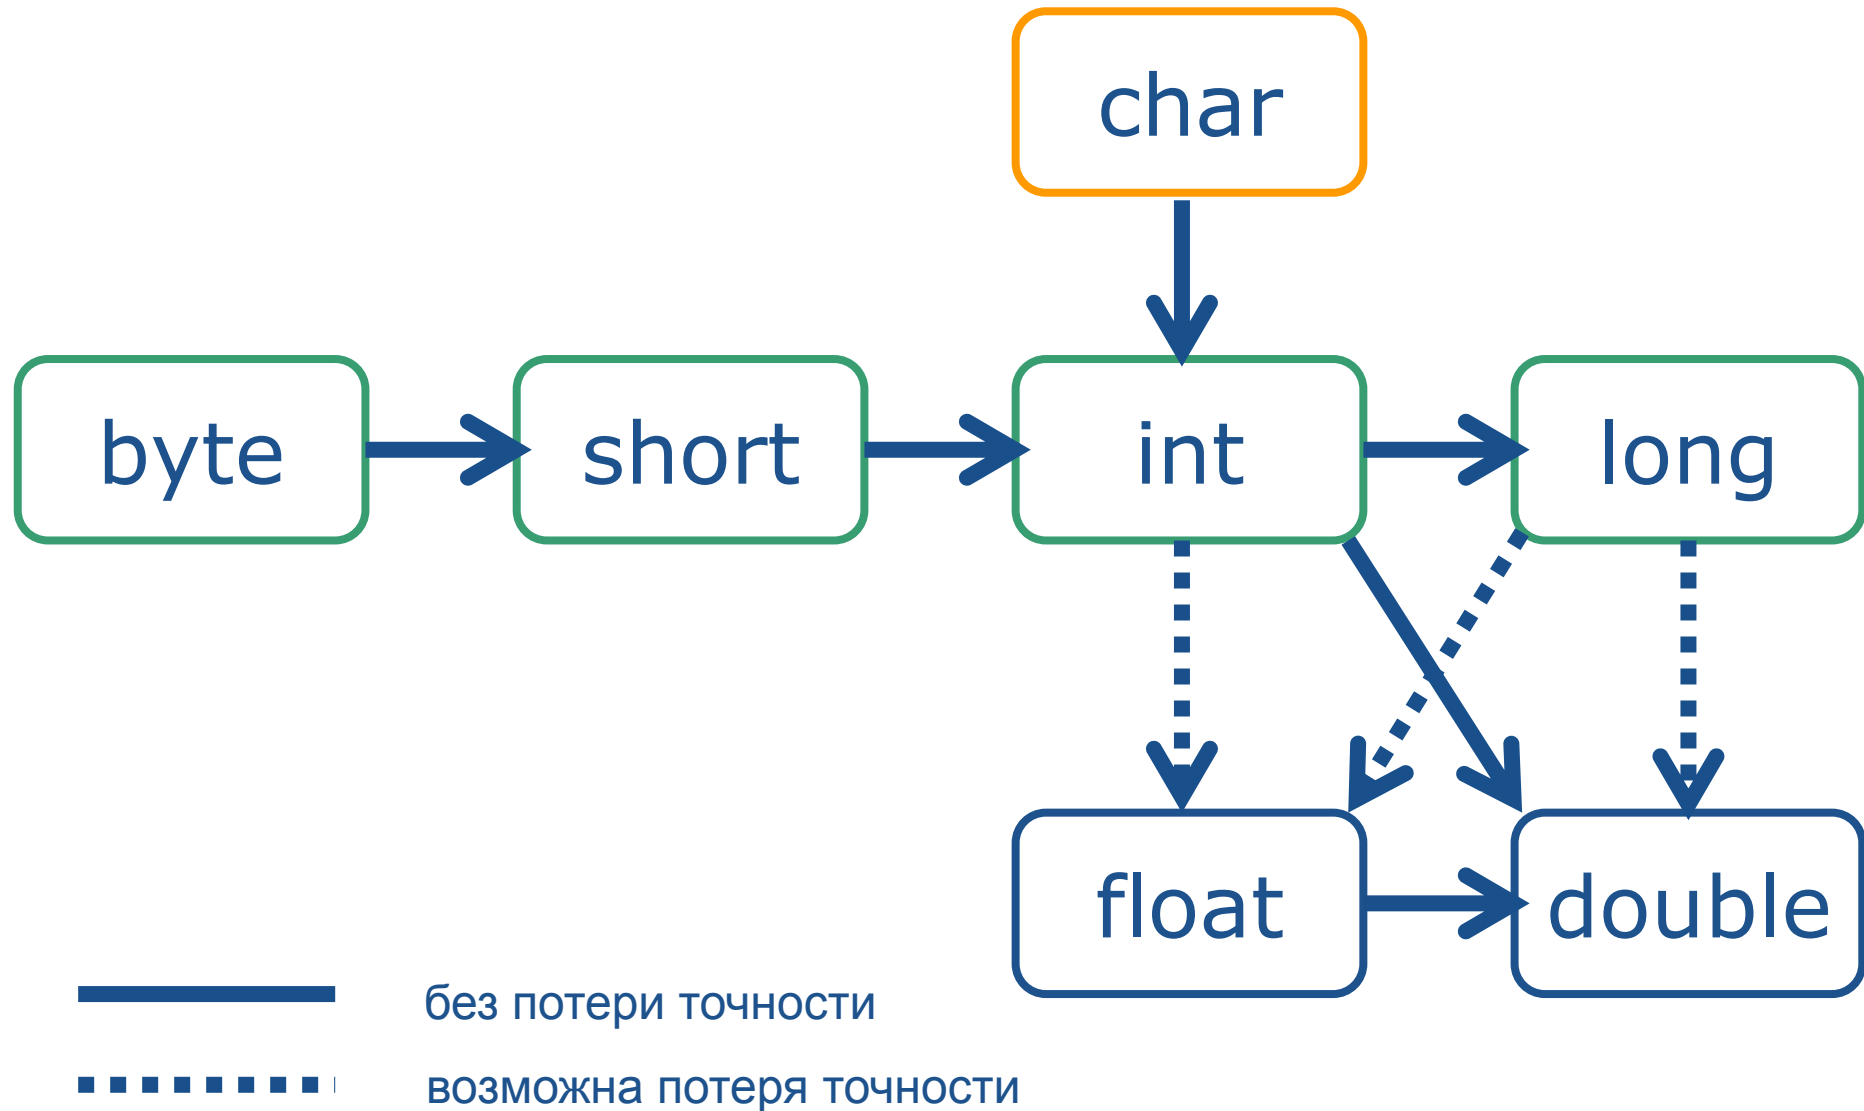 char
byte
short
int
long
float
double
без потери точности
возможна потеря точности